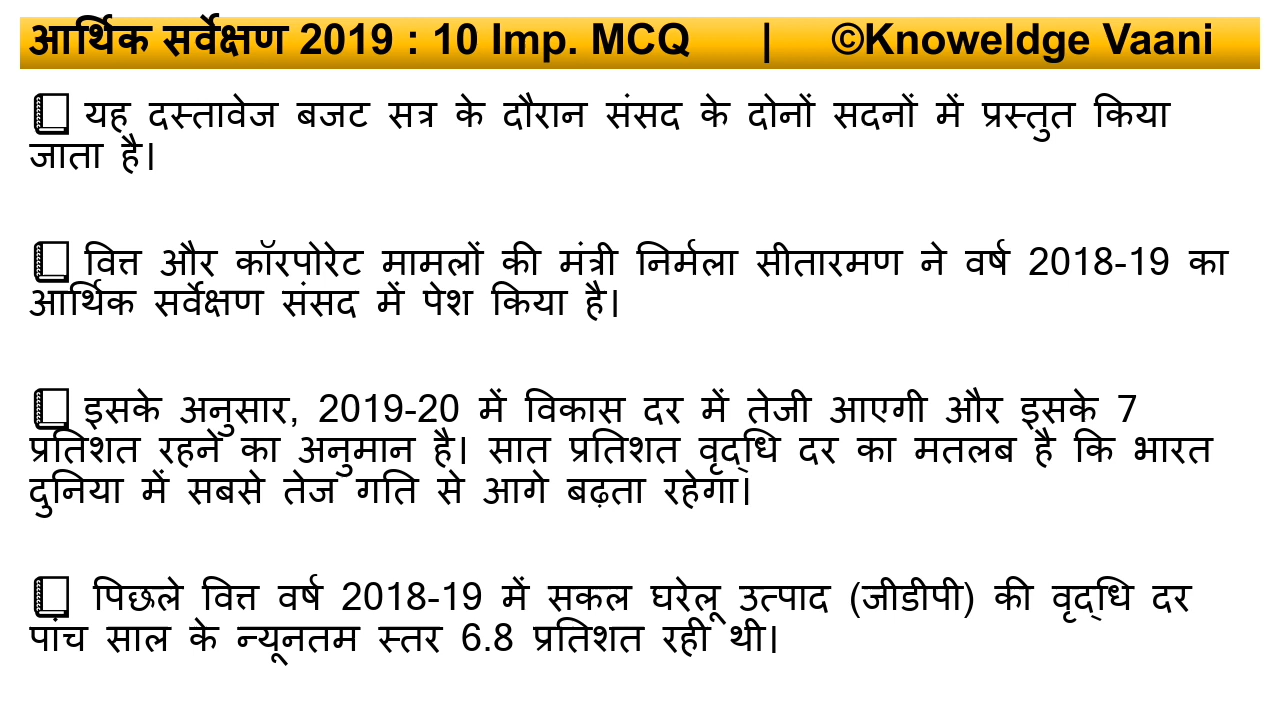 आर्थिक सर्वेक्षण 2019 : 10 Imp. MCQ | ©Knoweldge Vaani
यह दस्तावेज बजट सत्र के दौरान संसद के दोनों सदनों में प्रस्तुत किया
जाता है।
वित्त और कॉरपोरेट मामलों की मंत्री निर्मला सीतारमण ने वर्ष 2018-19 का
आर्थिक सर्वेक्षण संसद में पेश किया है।
इसके अनुसार, 2019-20 में विकास दर में तेजी आएगी और इसके 7
प्रतिशत रहने का अनुमान है। सात प्रतिशत वृद्धि दर का मतलब है कि भारत
दुनिया में सबसे तेज गति से आगे बढ़ता रहेगा।
पिछले वित्त वर्ष 2018-19 में सकल घरेलू उत्पाद (जीडीपी) की वृद्धि दर
पांच साल के न्यूनतम स्तर 6.8 प्रतिशत रही थी।